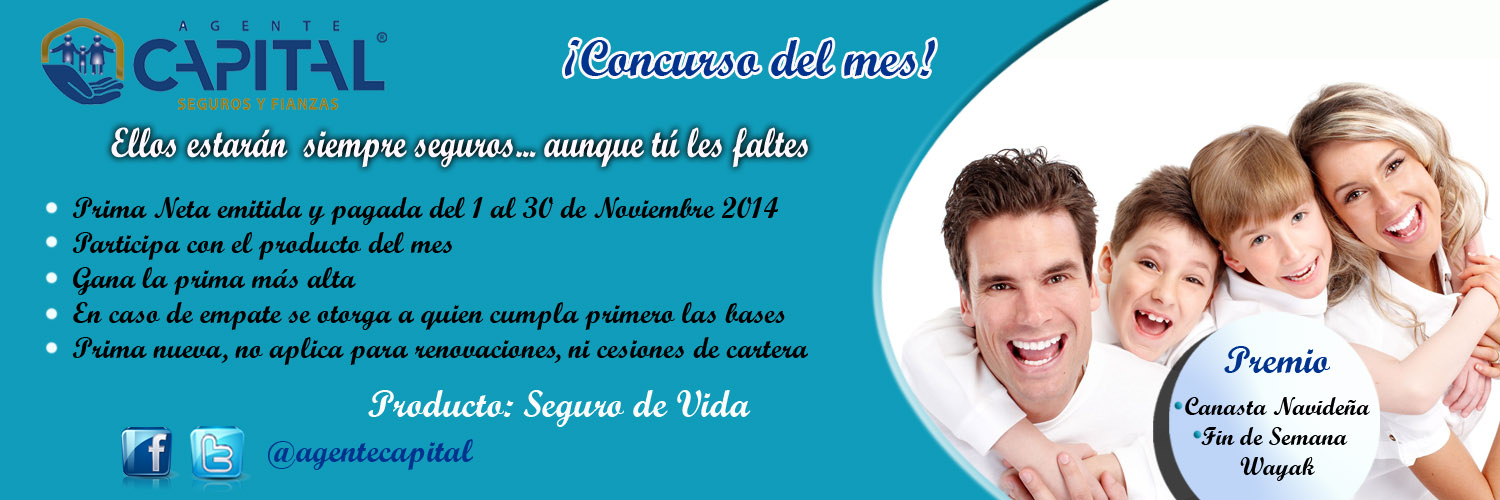 AGENTE
CAPITAL®
SEGUROS Y FIANZAS
¡Concurso del mes!
Ellos estarán siempre seguros... aunque tú les faltes
• Prima Neta emitida y pagada del 1 al 30 de Noviembre 2014
• Participa con el producto del mes
• Gana la prima más alta
• En caso de empate se otorga a quien cumpla primero las bases
• Prima nueva, no aplica para renovaciones, ni cesiones de cartera
Producto: Seguro de Vida
@agentecapital
Premio
• Canasta Navideña
• Fin de Semana
Wayak